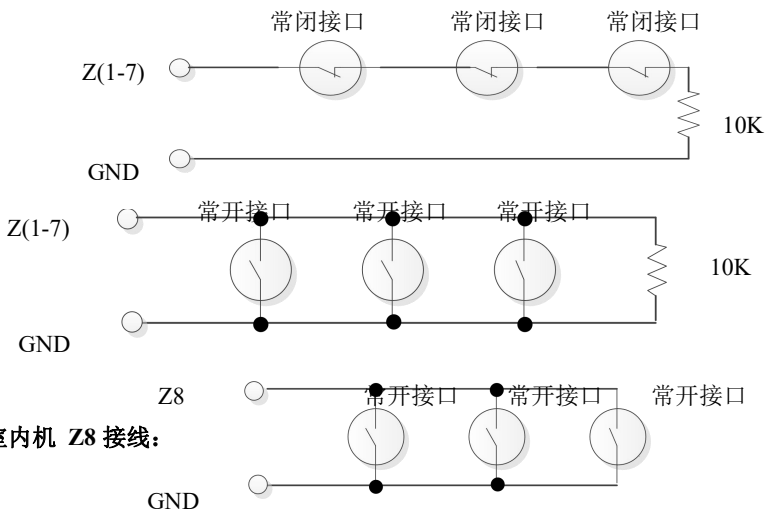 常闭接口 常闭接口 常闭接口
Z(1-7)
10K
GND
常开接口 常开接口 常开接口
Z(1-7)
10K
GND
Z8 常开接口 常开接口 常开接口
内机 Z8 接线：
GND